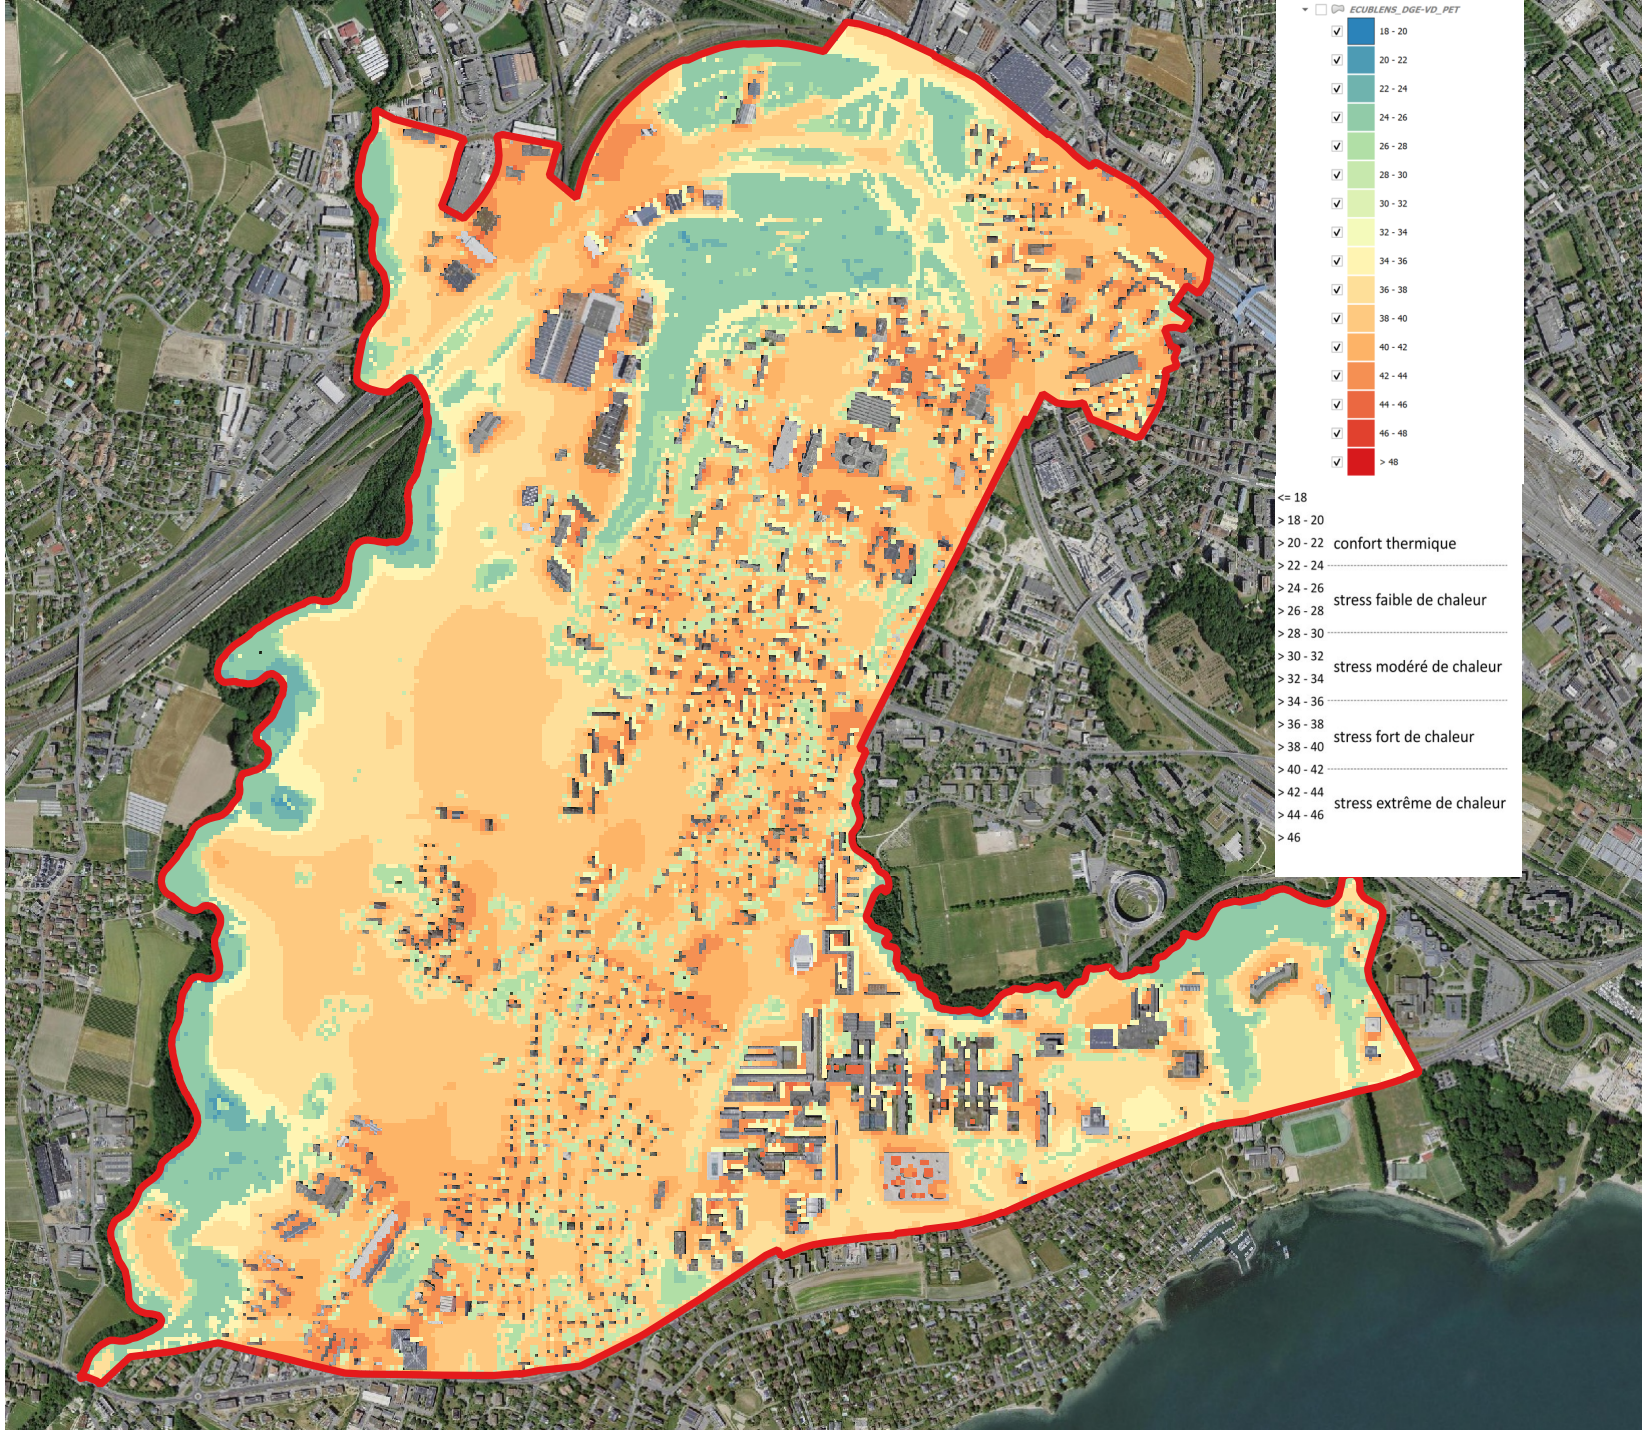 ECUBLENS_DGE-VD_PET
18 - 20
20 - 22
22 - 24
24 - 26
26 - 28
28 - 30
30 - 32
32 - 34
34 - 36
36 - 38
38 - 40
40 - 42
42 - 44
44 - 46
46 - 48
> 48
<= 18
> 18 - 20
> 20 - 22 confort thermique
> 22 - 24
> 24 - 26
stress faible de chaleur
> 26 - 28
> 28 - 30
> 30 - 32
stress modéré de chaleur
> 32 - 34
> 34 - 36
> 36 - 38
stress fort de chaleur
> 38 - 40
> 40 - 42
> 42 - 44
stress extrême de chaleur
> 44 - 46
> 46